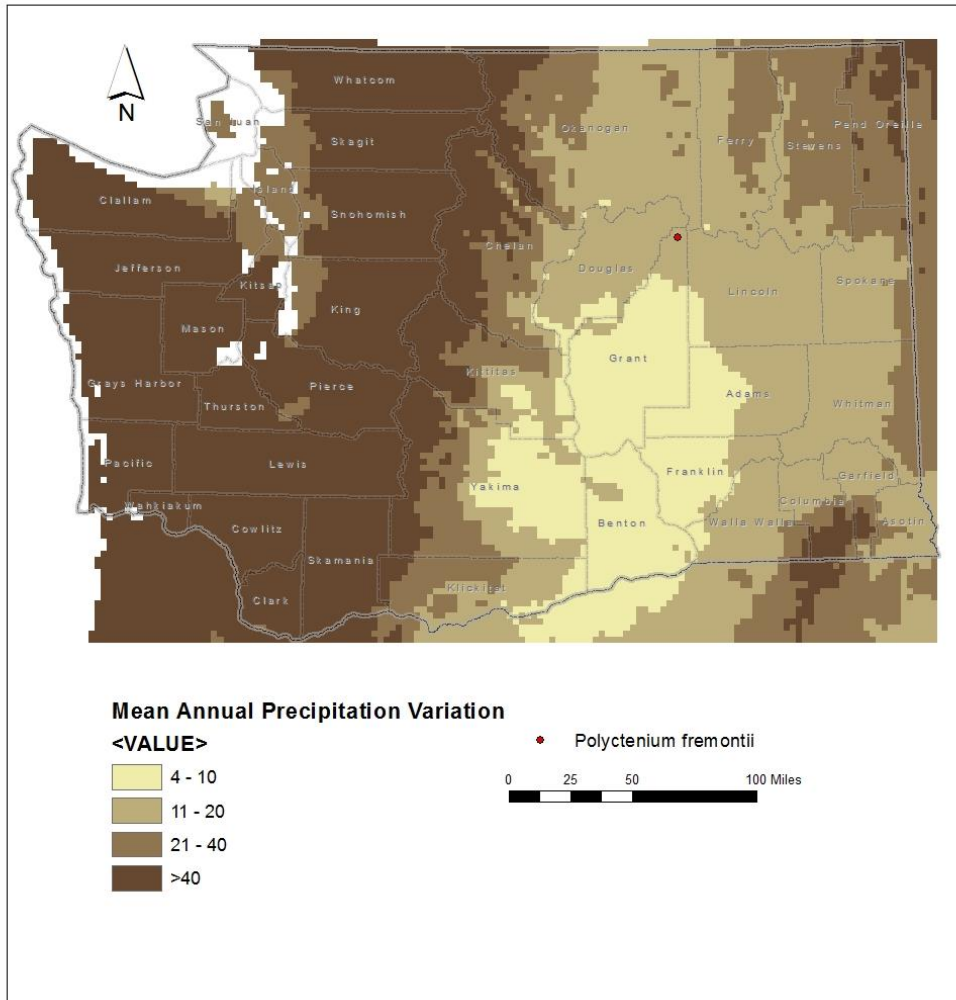 N
Whatcom
San Juan
Okanogan
Ferry
Stevens
Pend Oreille
Skagit
Island
Clallam
Snohomish
Chelan
Jefferson
Kitsap
Douglas
Lincoln
Spokane
King
Mason
Grant
Kittitas
Grays Harbor
Pierce
Adams
Thurston
Whitman
Pacific
Lewis
Yakima
Franklin
Garfield
Wahkiakum
Columbia
Cowlitz
Benton
Walla Walla
Asotin
Skamania
Clark
Klickitat
Mean Annual Precipitation Variation
<VALUE>
4 - 10
11 - 20
21 - 40
>40
Polyctenium fremontii
0 25 50 100 Miles